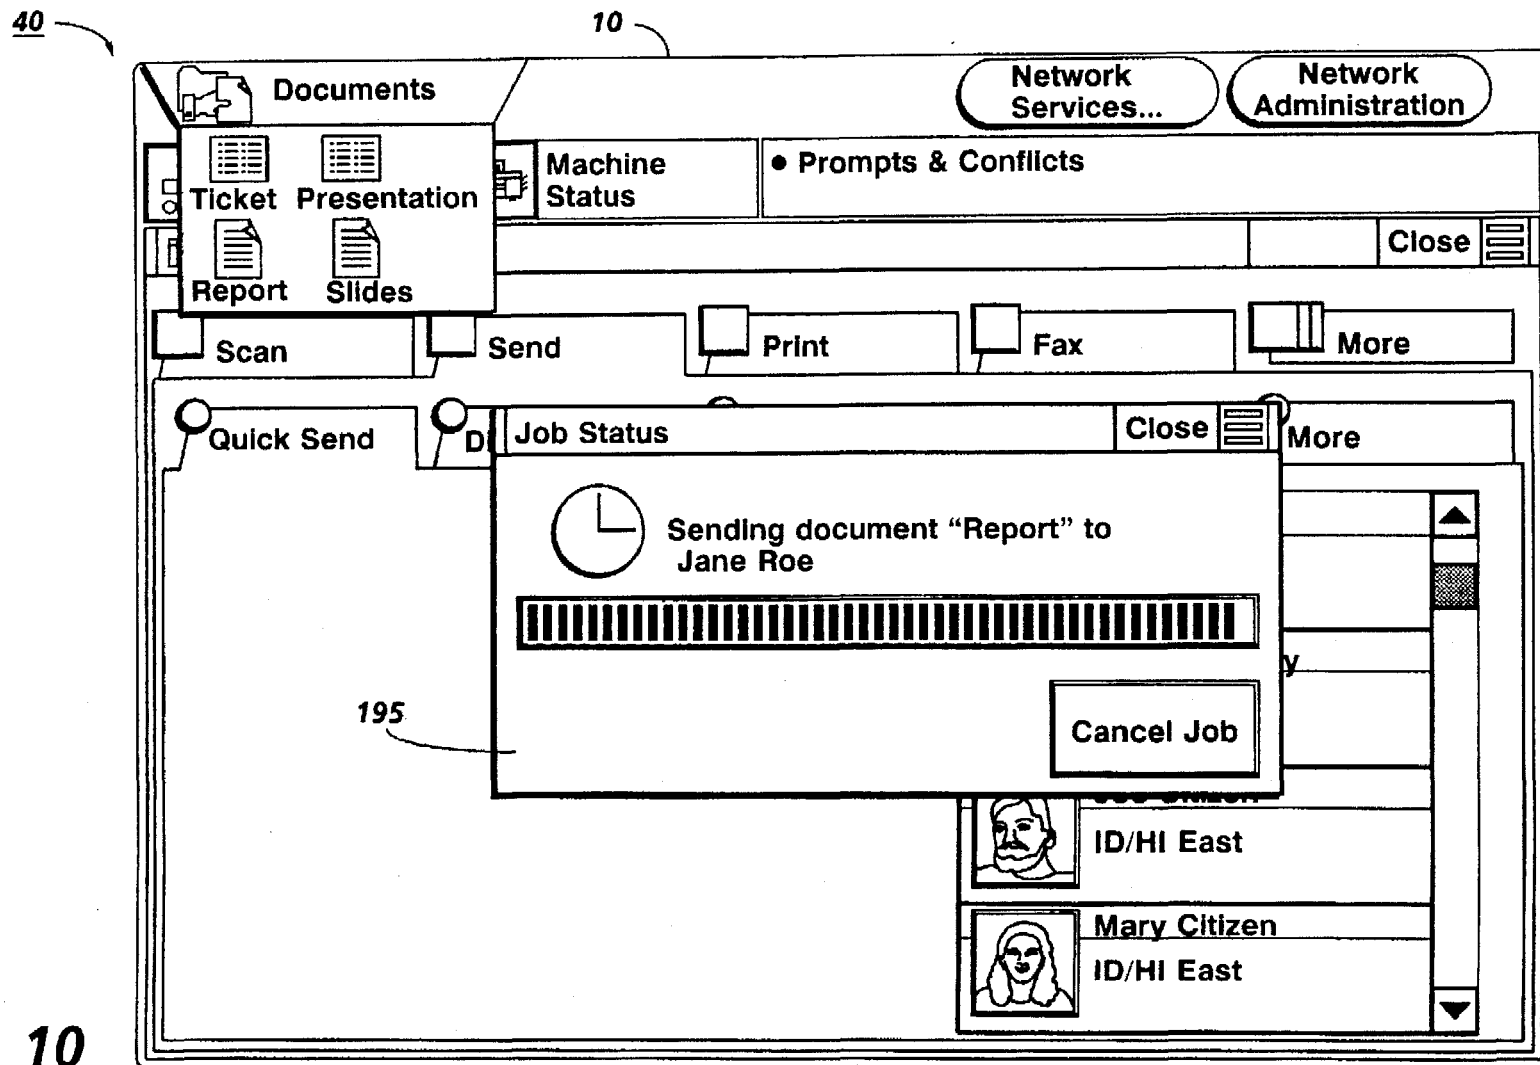 40
10
Documents
Network
Services...
Network
Administration
Ticket Presentation
Report Slides
Machine
Status
• Prompts & Conflicts
Close
Scan
Send
Print
Fax
More
Quick Send
Job Status
Close
More
Sending document “Report” to
Jane Roe
195
Cancel Job
ID/HI East
Mary Citizen
ID/HI East
10